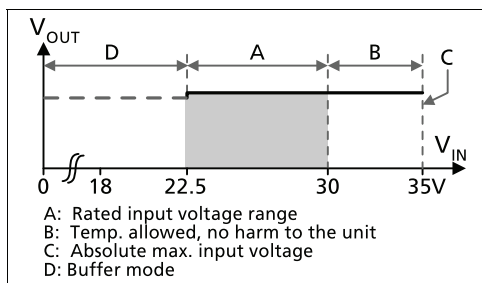 VOUT
D A B C
VIN
0 18 22.5 30 35V
A: Rated input voltage range
B: Temp. allowed, no harm to the unit
C: Absolute max. input voltage
D: Buffer mode